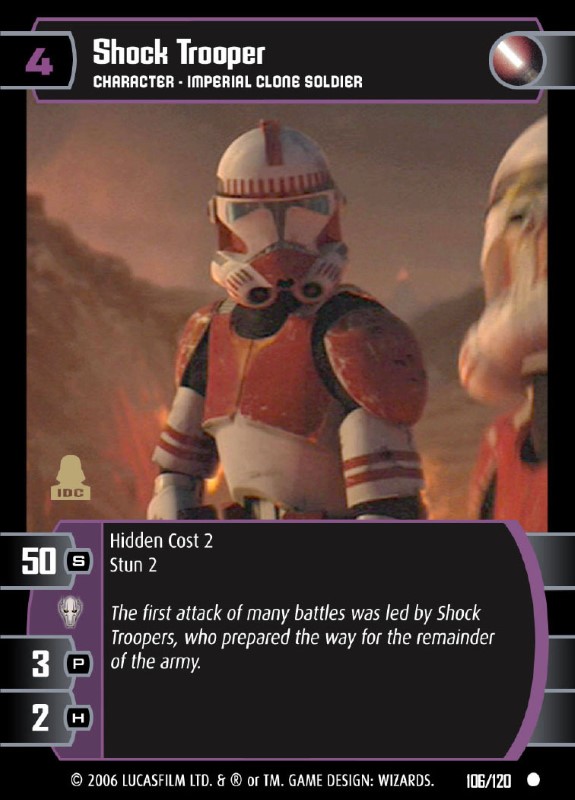 4
Shock Trooper
CHARACTER - IMPERIAL CLONE SOLDIER
IDC
50 S
3 P
2 H
Hidden Cost 2
Stun 2
The first attack of many battles was led by Shock
Troopers, who prepared the way for the remainder
of the army.
© 2006 LUCASFILM LTD. & ® or TM. GAME DESIGN: WIZARDS. 106/120